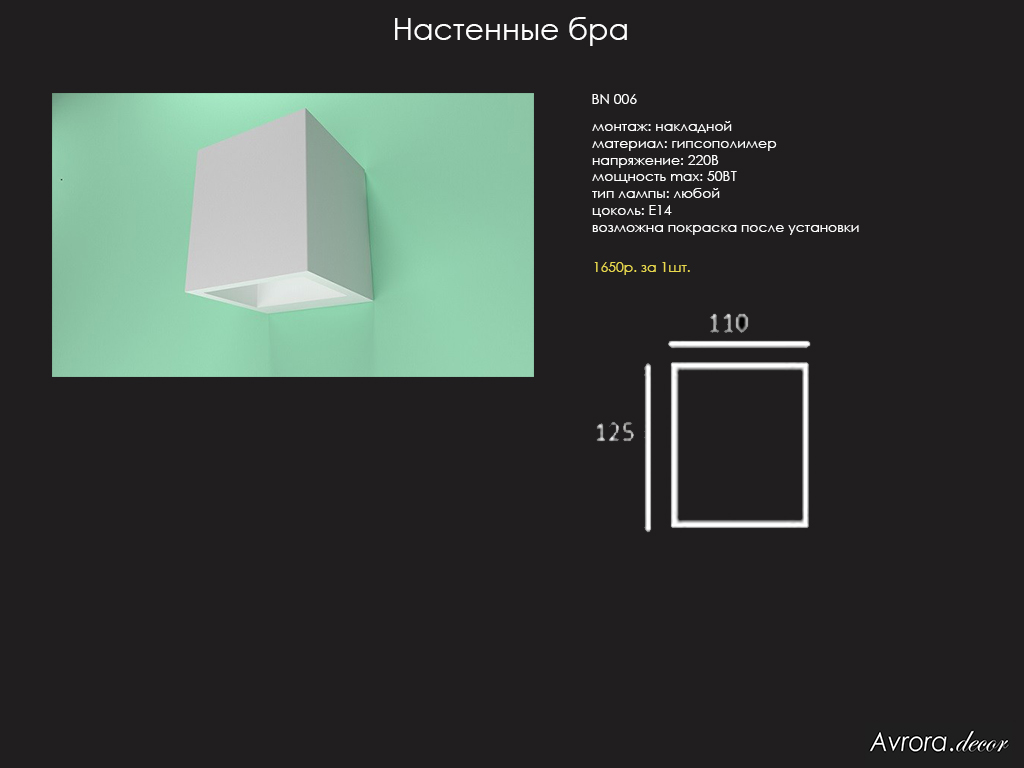 Настенные бра
BN 006
монтаж: накладной
материал: гипсополимер
напряжение: 220В
мощность max: 50ВТ
тип лампы: любой
цоколь: E14
возможна покраска после установки
1650р. за 1шт.
110
125
Avrora.decor